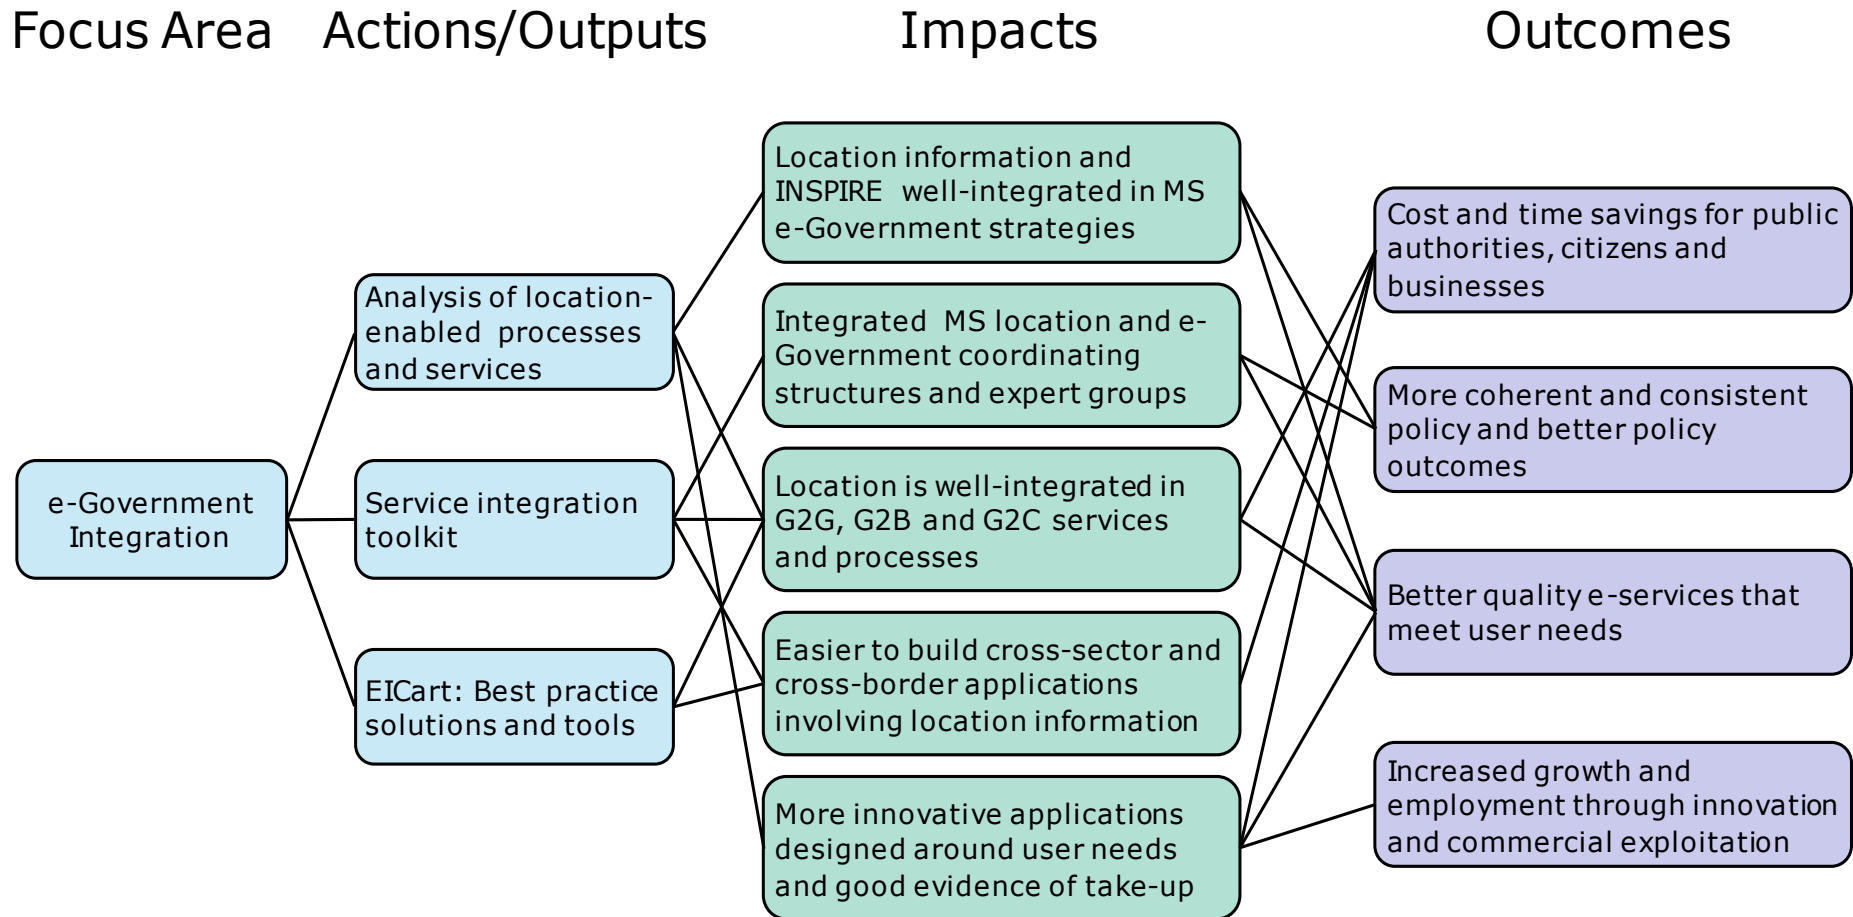 Focus Area
Actions/Outputs
Impacts
Outcomes
e-Government
Integration
Analysis of location-
enabled processes
and services
Service integration
toolkit
EICart: Best practice
solutions and tools
Location information and
INSPIRE well-integrated in MS
e-Government strategies
Integrated MS location and e-
Government coordinating
structures and expert groups
Location is well-integrated in
G2G, G2B and G2C services
and processes
Easier to build cross-sector and
cross-border applications
involving location information
More innovative applications
designed around user needs
and good evidence of take-up
Cost and time savings for public
authorities, citizens and
businesses
More coherent and consistent
policy and better policy
outcomes
Better quality e-services that
meet user needs
Increased growth and
employment through innovation
and commercial exploitation